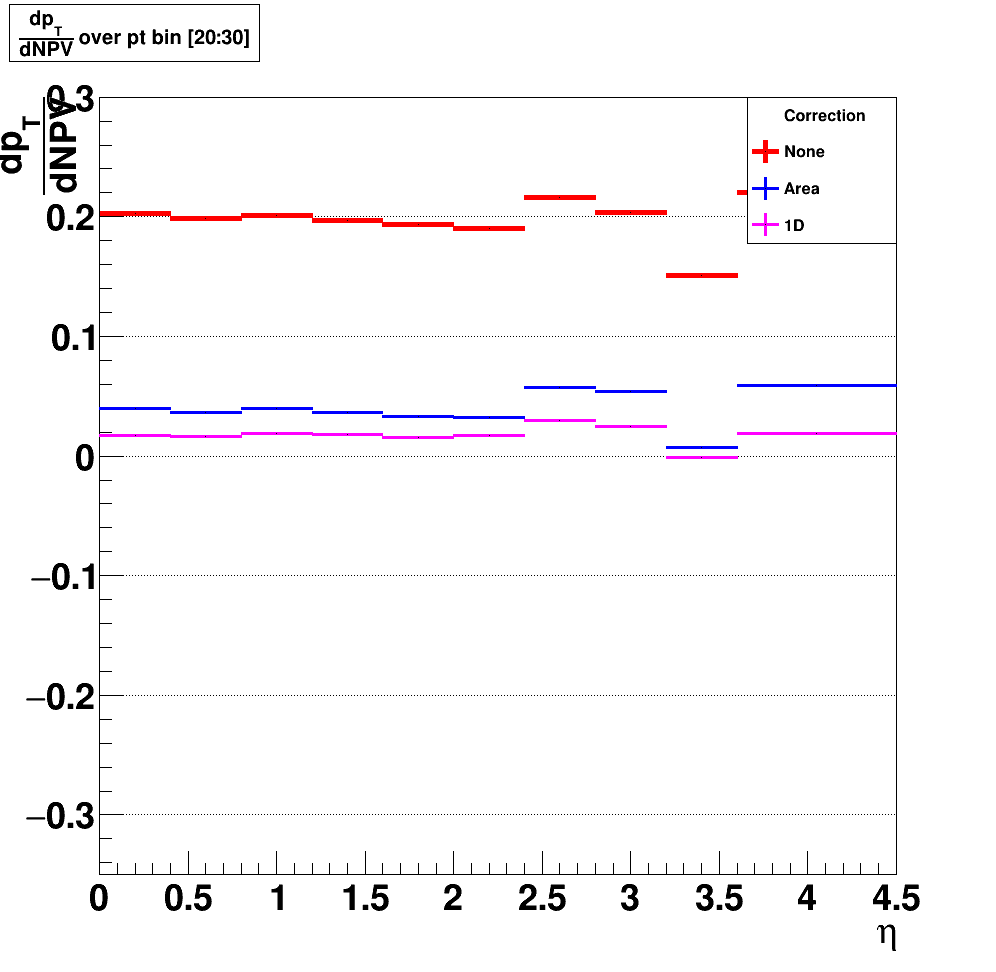 dp_T
dNPV over pt bin [20:30]
dp_T
dNPV
0.3
0.2
0.1
0
−0.1
−0.2
−0.3
Correction
None
Area
1D
0 0.5 1 1.5 2 2.5 3 3.5 4 4.5
η